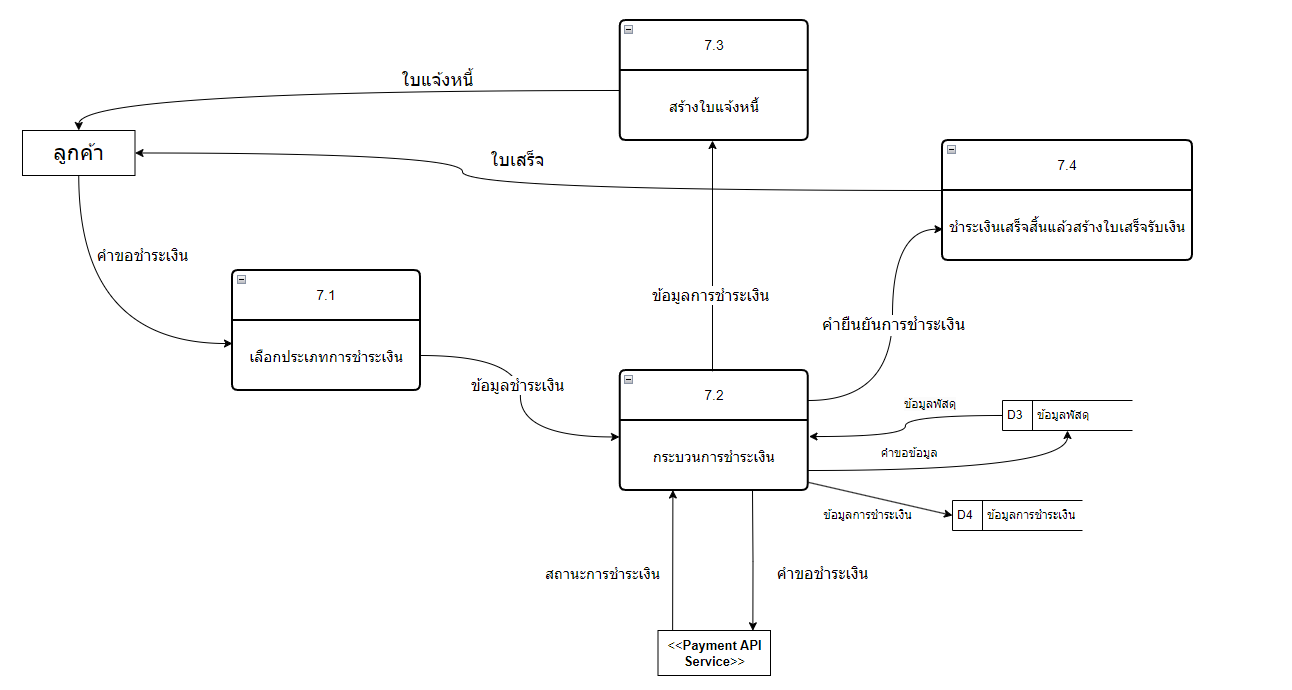 7.3
สร้างใบแจ้งหนี้
ใบแจ้งหนี้
ลูกค้า
ใบเสร็จ
7.4
ชำระเงินเสร็จสิ้นแล้วสร้างใบเสร็จรับเงิน
คำขอชำระเงิน
7.1
เลือกประเภทการชำระเงิน
ข้อมูลการชำระเงิน
คำยืนยันการชำระเงิน
ข้อมูลชำระเงิน
7.2
กระบวนการชำระเงิน
ข้อมูลพัสดุ
D3 ข้อมูลพัสดุ
คำขอข้อมูล
ข้อมูลการชำระเงิน
D4 ข้อมูลการชำระเงิน
สถานะการชำระเงิน
คำขอชำระเงิน
<<Payment API
Service>>